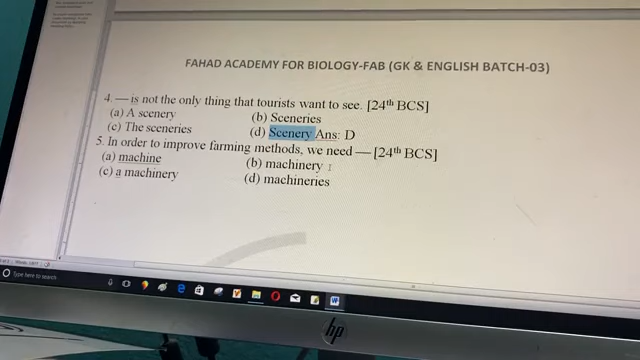 FAHAD ACADEMY FOR BIOLOGY-FAB (GK & ENGLISH BATCH-03)
4. — is not the only thing that tourists want to see. [24th BCS]
(a) A scenery (b) Sceneries
(c) The sceneries (d) Scenery Ans: D
5. In order to improve farming methods, we need — [24th BCS]
(a) machine (b) machinery
(c) a machinery (d) machineries
Type here to search
hp